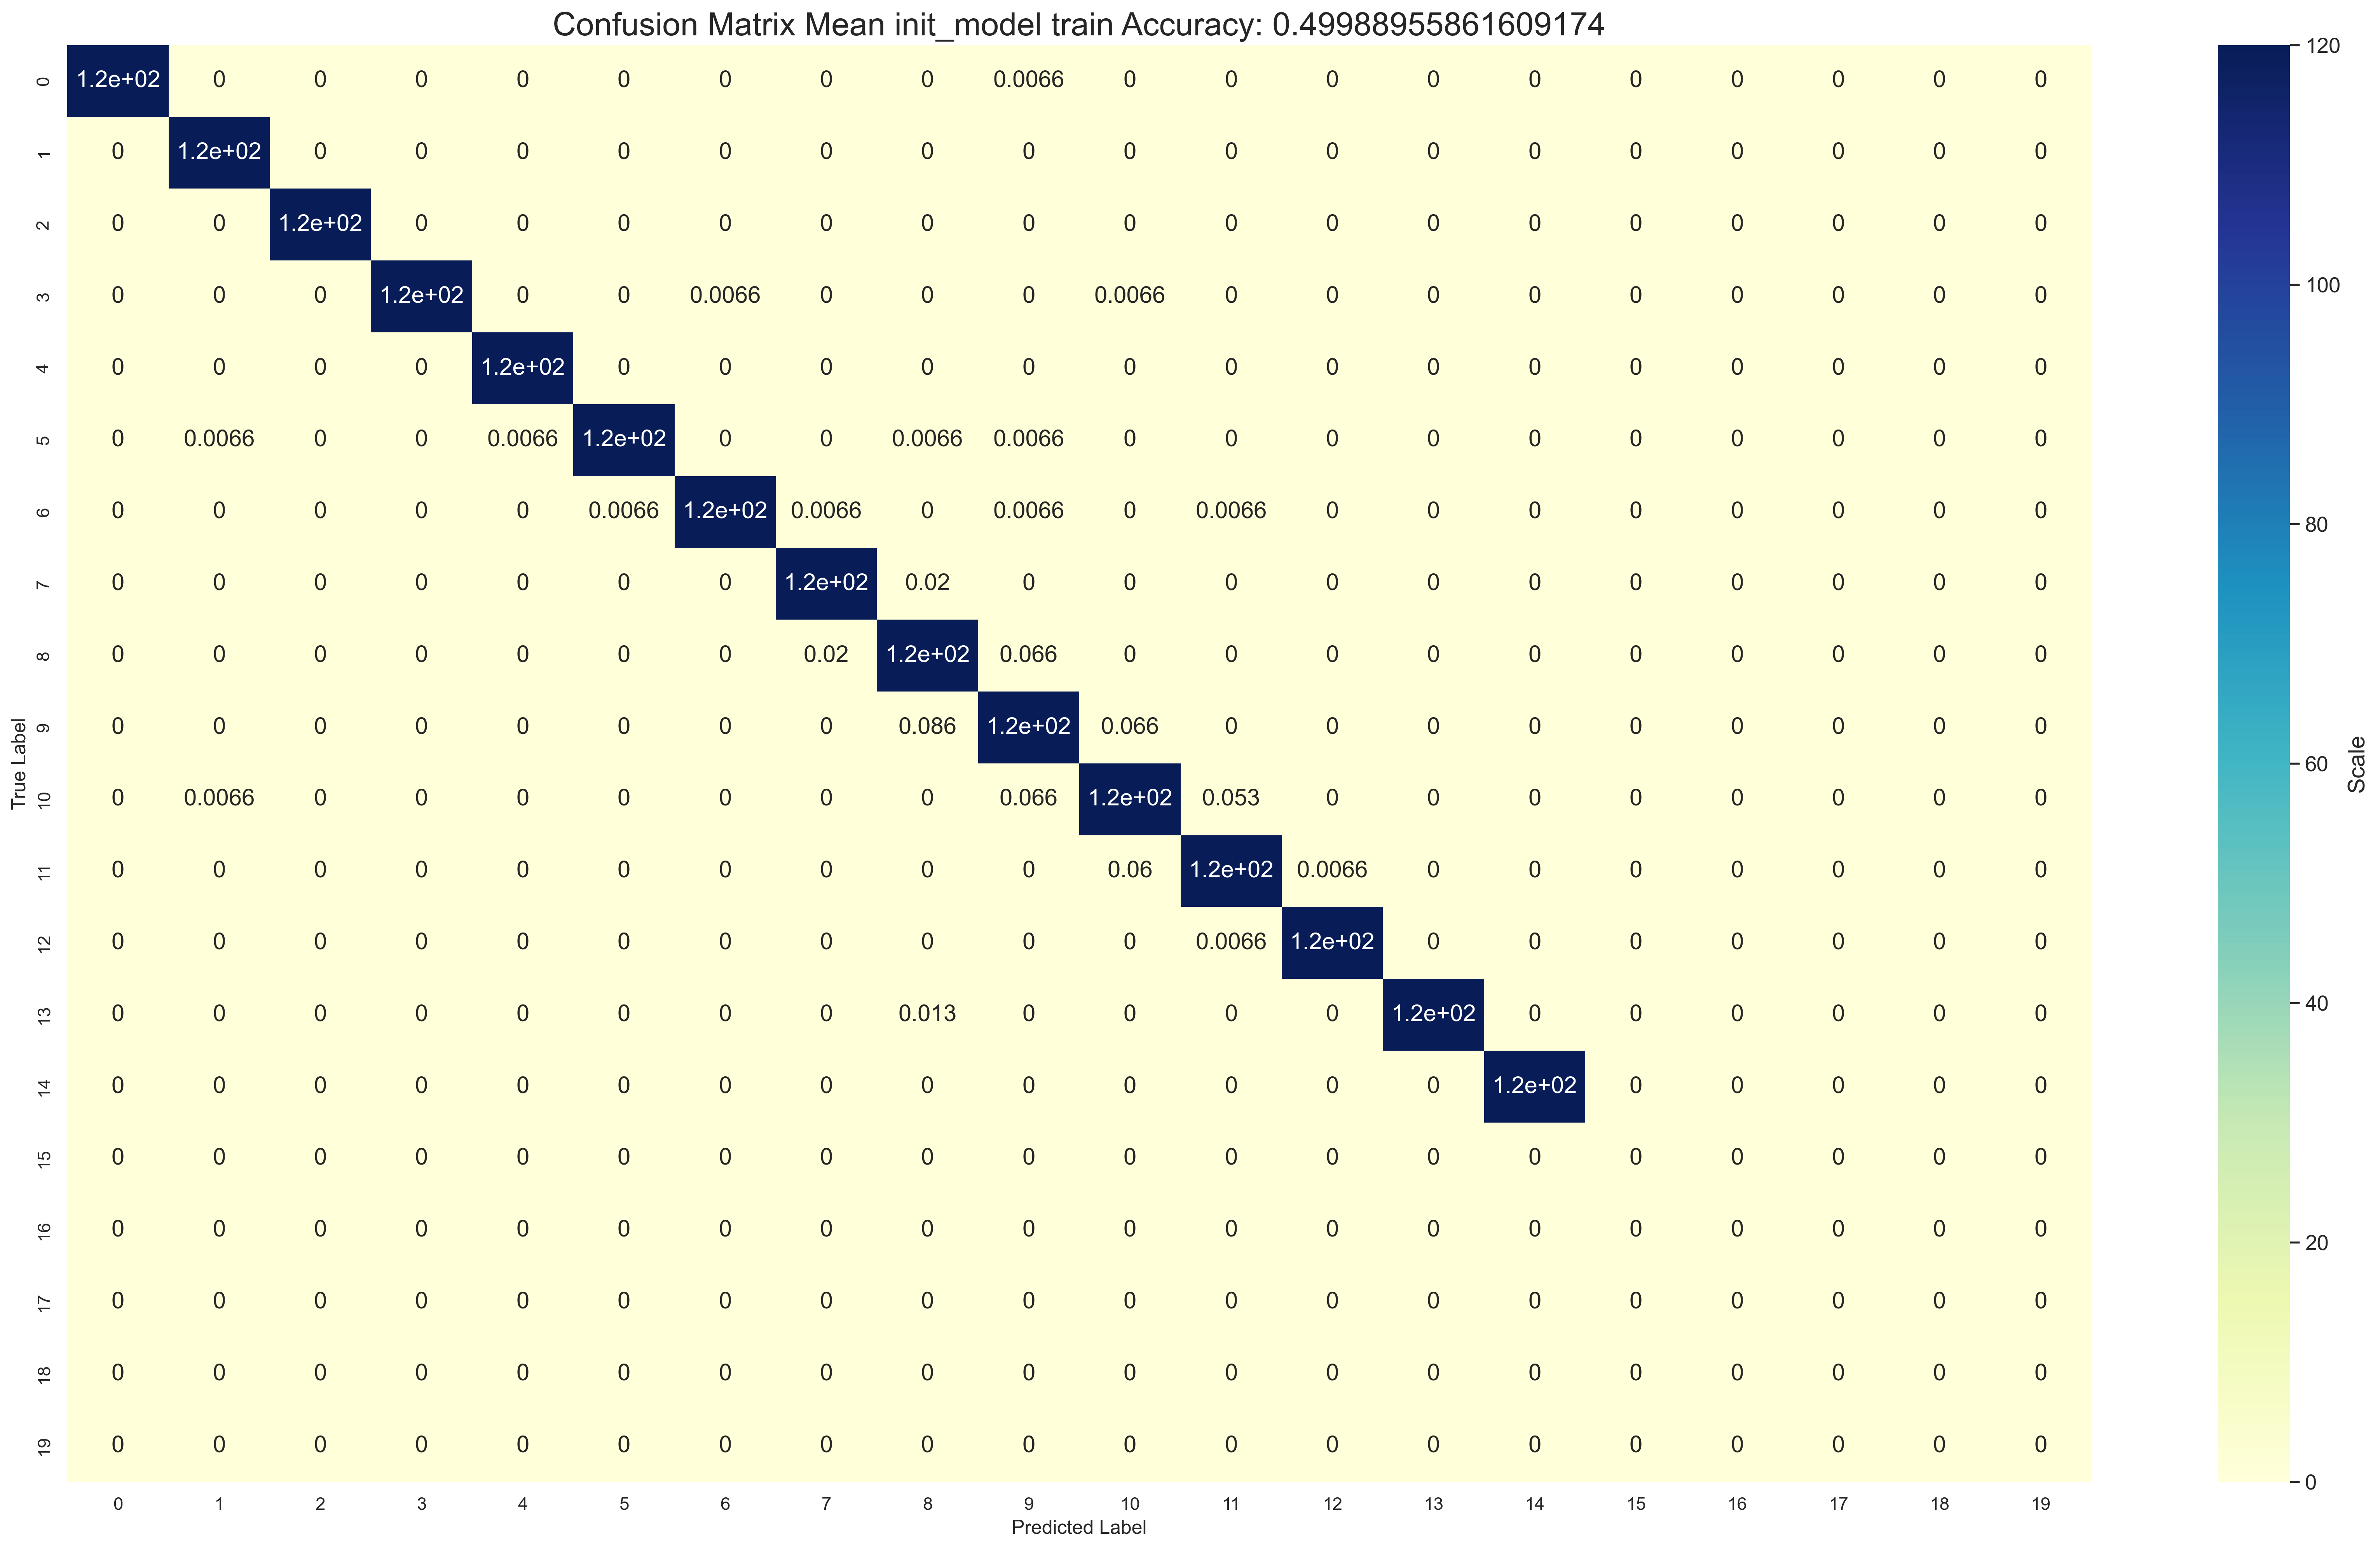 Confusion Matrix Mean init_model train Accuracy: 0.49988955861609174
0 1.2e+02 0 0 0 0 0 0 0 0 0.0066 0 0 0 0 0 0 0 0 0 0
1 0 1.2e+02 0 0 0 0 0 0 0 0 0 0 0 0 0 0 0 0 0 0
2 0 0 1.2e+02 0 0 0 0 0 0 0 0 0 0 0 0 0 0 0 0 0
3 0 0 0 1.2e+02 0 0 0.0066 0 0 0 0.0066 0 0 0 0 0 0 0 0 0
4 0 0 0 0 1.2e+02 0 0 0 0 0 0 0 0 0 0 0 0 0 0 0
5 0 0.0066 0 0 0.0066 1.2e+02 0 0 0.0066 0.0066 0 0 0 0 0 0 0 0 0 0
6 0 0 0 0 0 0.0066 1.2e+02 0.0066 0 0.0066 0 0.0066 0 0 0 0 0 0 0 0
7 0 0 0 0 0 0 0 1.2e+02 0.02 0 0 0 0 0 0 0 0 0 0 0
8 0 0 0 0 0 0 0 0.02 1.2e+02 0.066 0 0 0 0 0 0 0 0 0 0
9 0 0 0 0 0 0 0 0 0.086 1.2e+02 0.066 0 0 0 0 0 0 0 0 0
10 0 0.0066 0 0 0 0 0 0 0 0.066 1.2e+02 0.053 0 0 0 0 0 0 0 0
11 0 0 0 0 0 0 0 0 0 0 0.06 1.2e+02 0.0066 0 0 0 0 0 0 0
12 0 0 0 0 0 0 0 0 0 0 0 0.0066 1.2e+02 0 0 0 0 0 0 0
13 0 0 0 0 0 0 0 0 0.013 0 0 0 0 1.2e+02 0 0 0 0 0 0
14 0 0 0 0 0 0 0 0 0 0 0 0 0 0 1.2e+02 0 0 0 0 0
15 0 0 0 0 0 0 0 0 0 0 0 0 0 0 0 0 0 0 0 0
16 0 0 0 0 0 0 0 0 0 0 0 0 0 0 0 0 0 0 0 0
17 0 0 0 0 0 0 0 0 0 0 0 0 0 0 0 0 0 0 0 0
18 0 0 0 0 0 0 0 0 0 0 0 0 0 0 0 0 0 0 0 0
19 0 0 0 0 0 0 0 0 0 0 0 0 0 0 0 0 0 0 0 0
0 1 2 3 4 5 6 7 8 9 10 11 12 13 14 15 16 17 18 19
Predicted Label
True Label
120
100
80
60
40
20
0
Scale